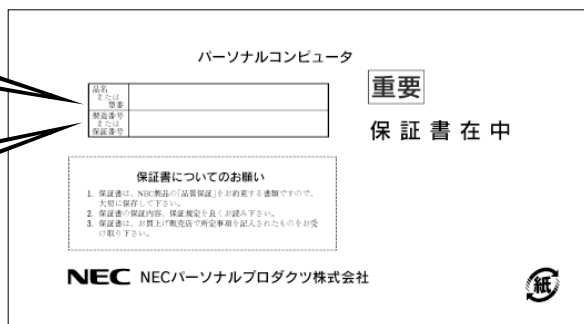 パーソナルコンピュータ
品名
または
型番
製造番号
または
保証番号
重要
保証書在中
保証書についてのお願い
1. 保証書は、NEC製品の「品質保証」をお約束する書類ですので、
大切に保存して下さい。
2. 保証書の保証内容、保証規定を良くお読み下さい。
3. 保証書は、お買上げ販売店で所定事項を記入されたものをお受
け取り下さい。
NEC NECパーソナルプロダクツ株式会社
紙